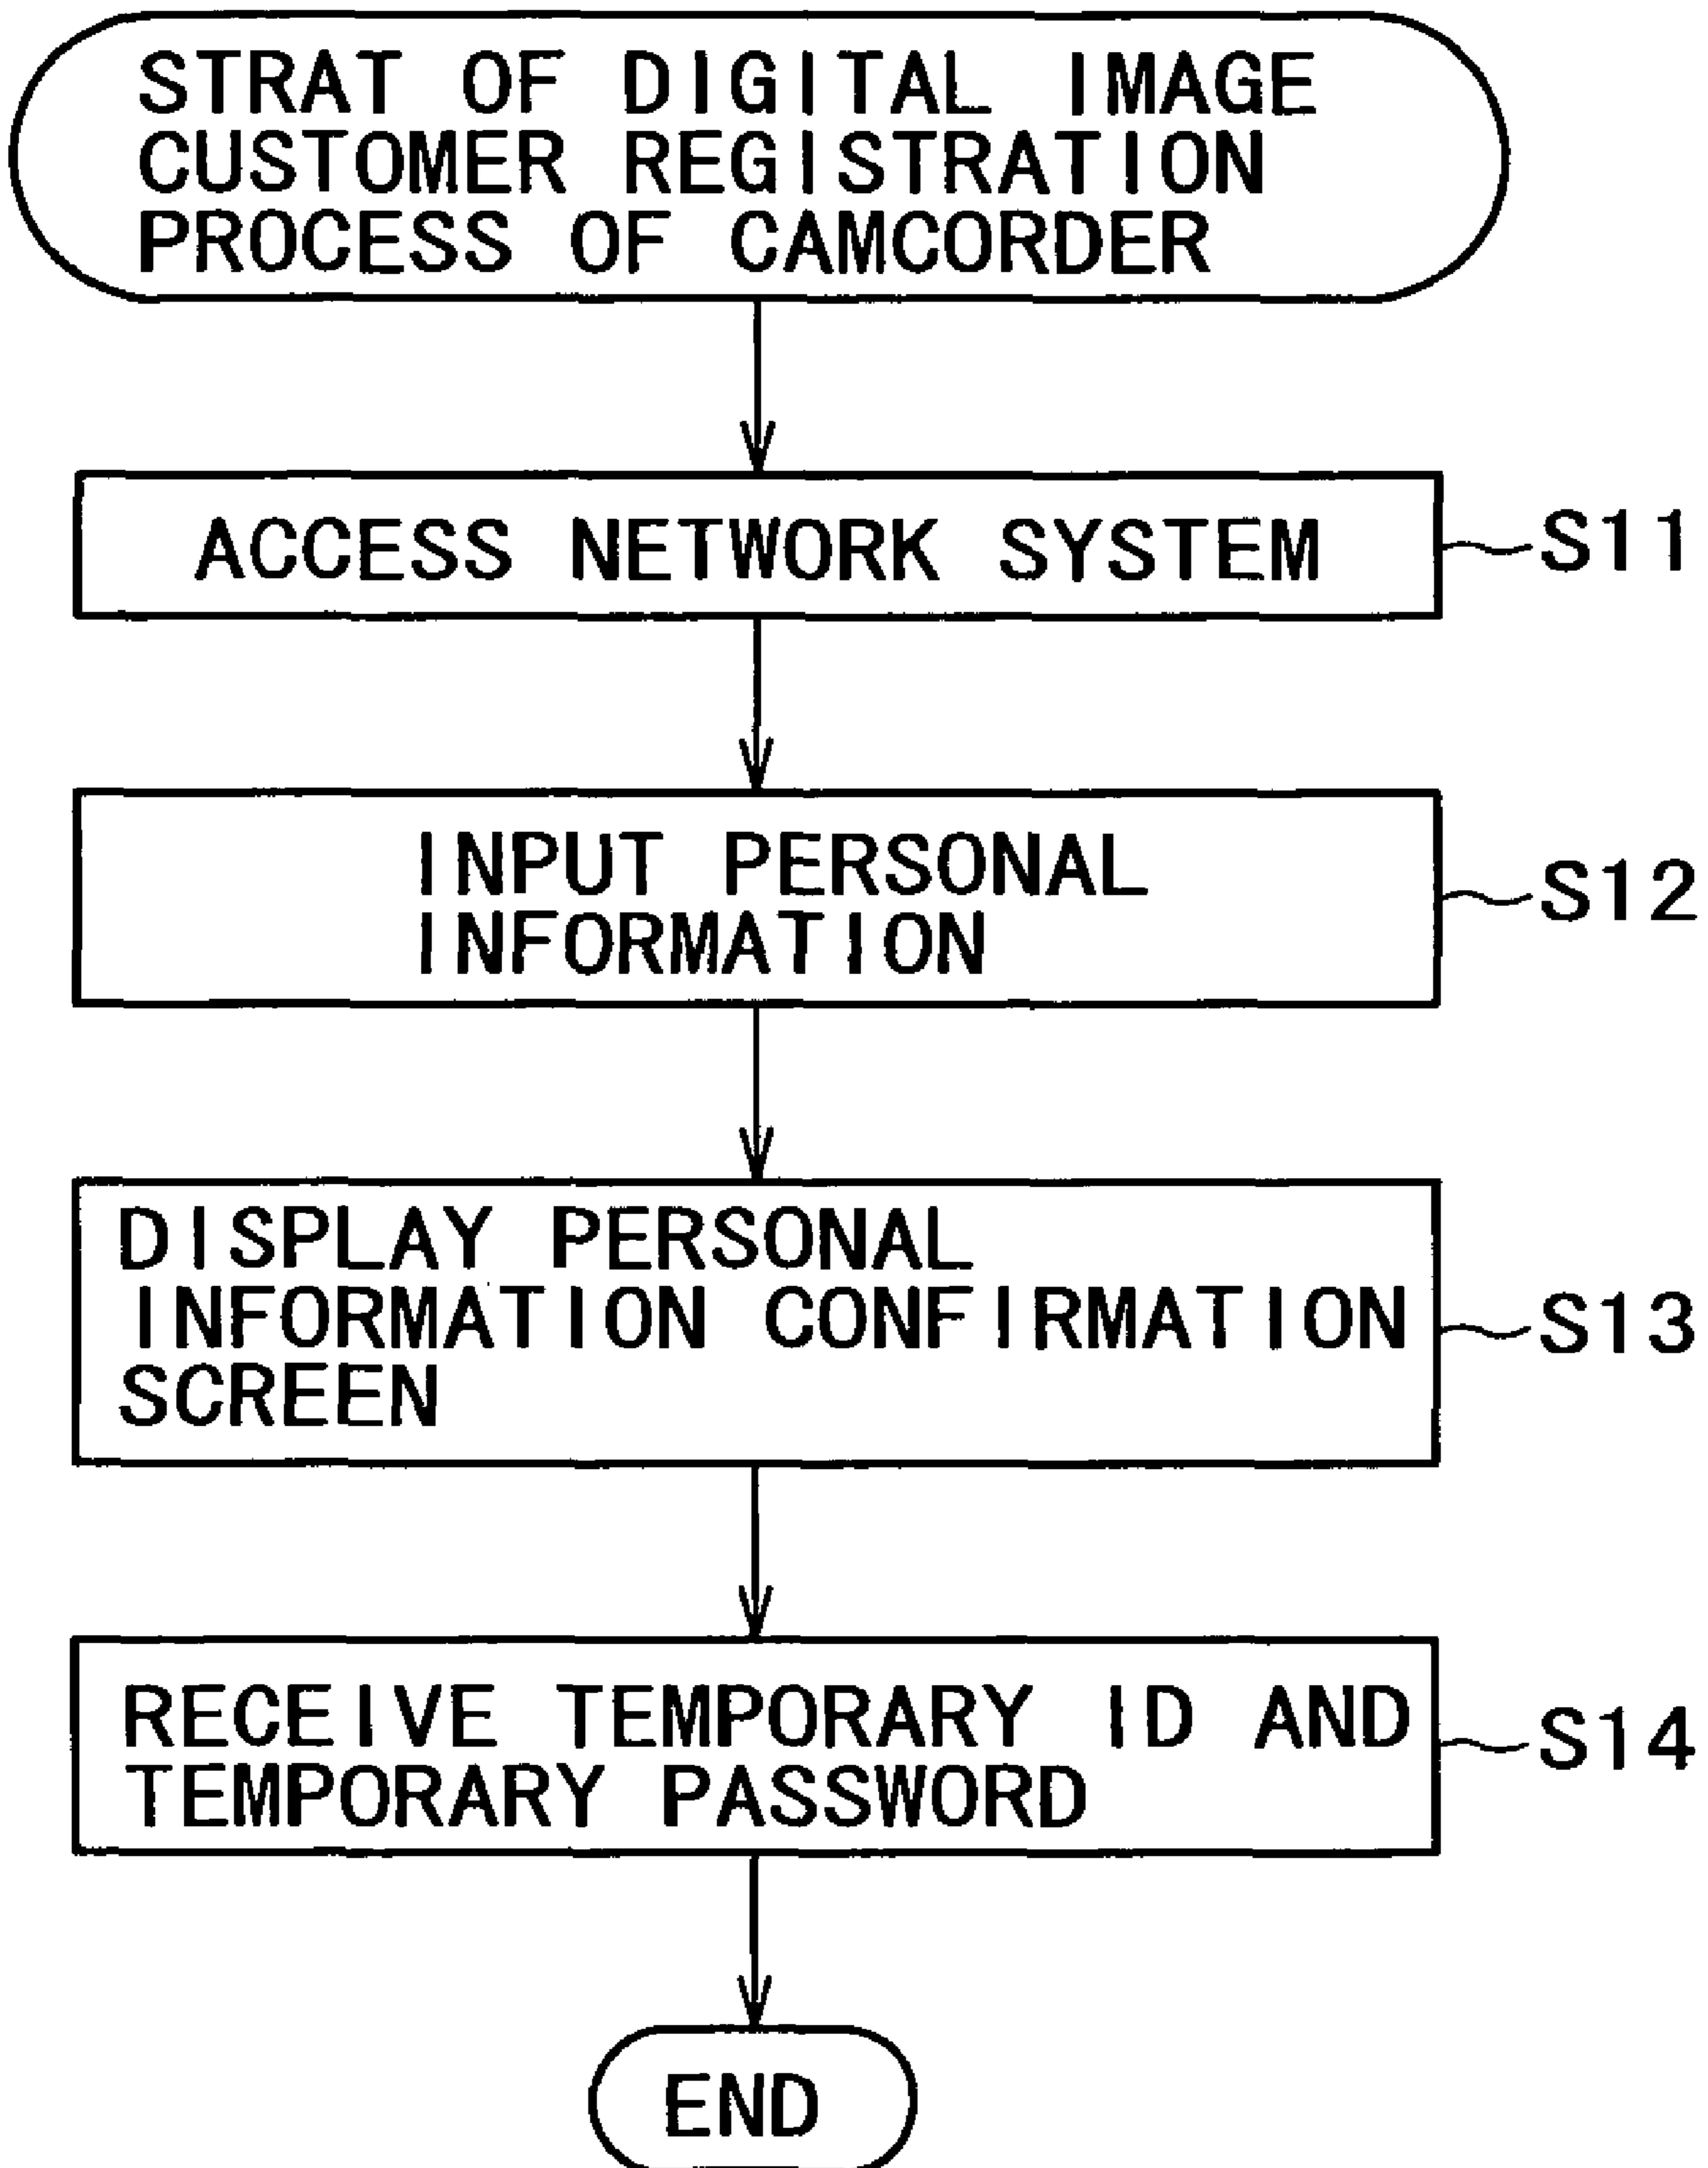 STRAT OF DIGITAL IMAGE
CUSTOMER REGISTRATION
PROCESS OF CAMCORDER
ACCESS NETWORK SYSTEM
S11
INPUT PERSONAL
INFORMATION
S12
DISPLAY PERSONAL
INFORMATION CONFIRMATION
SCREEN
S13
RECEIVE TEMPORARY ID AND
TEMPORARY PASSWORD
S14
END